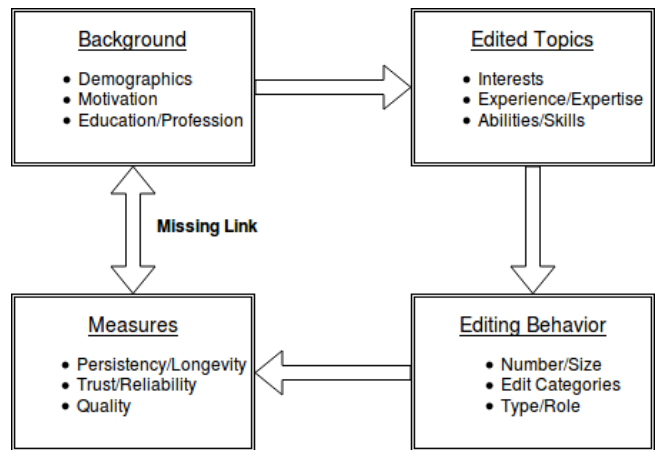 Background
• Demographics
• Motivation
• Education/Profession
Edited Topics
• Interests
• Experience/Expertise
• Abilities/Skills
Missing Link
Measures
• Persistency/Longevity
• Trust/Reliability
• Quality
Editing Behavior
• Number/Size
• Edit Categories
• Type/Role